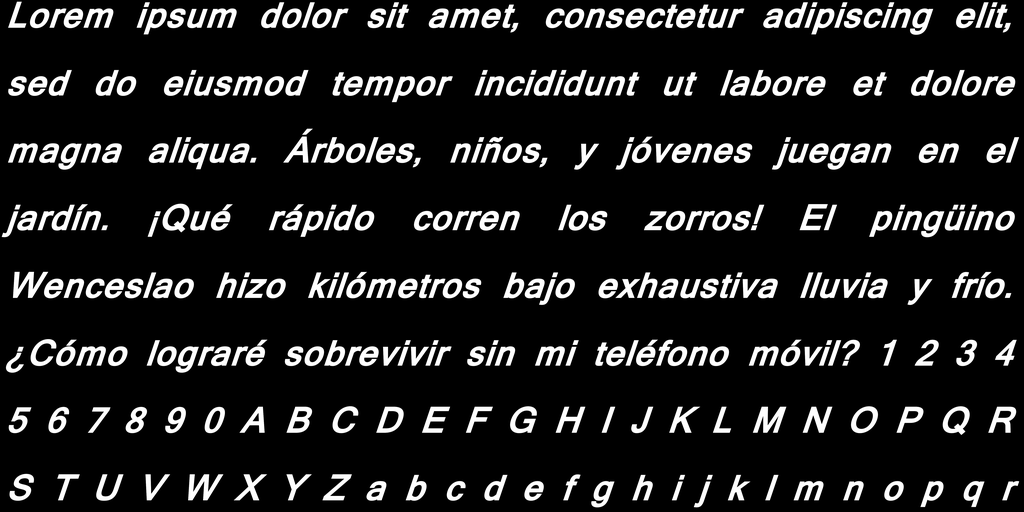 Lorem ipsum dolor sit amet, consectetur adipiscing elit,
sed do eiusmod tempor incididunt ut labore et dolore
magna aliqua. Árboles, niños, y jóvenes juegan en el
jardín. ¡Qué rápido corren los zorros! El pingüino
Wenceslao hizo kilómetros bajo exhaustiva lluvia y frío.
¿Cómo lograré sobrevivir sin mi teléfono móvil? 1 2 3 4
5 6 7 8 9 0 A B C D E F G H I J K L M N O P Q R
S T U V W X Y Z a b c d e f g h i j k l m n o p q r